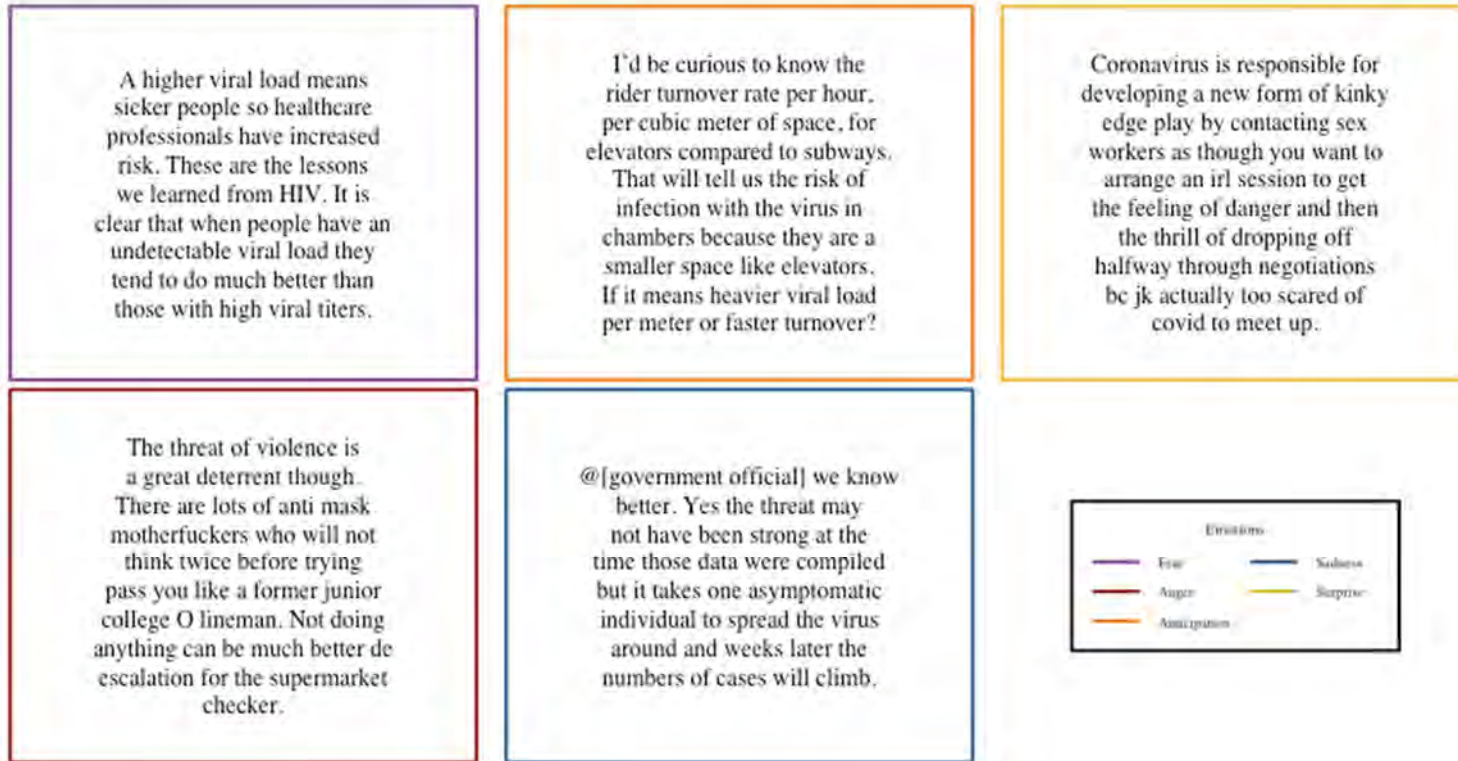 A higher viral load means
sicker people so healthcare
professionals have increased
risk. These are the lessons
we learned from HIV. It is
clear that when people have an
undetectable viral load they
tend to do much better than
those with high viral titers.
I'd be curious to know the
rider turnover rate per hour,
per cubic meter of space, for
elevators compared to subways.
That will tell us the risk of
infection with the virus in
chambers because they are a
smaller space like elevators.
If it means heavier viral load
per meter or faster turnover?
Coronavirus is responsible for
developing a new form of kinky
edge play by contacting sex
workers as though you want to
arrange an irl session to get
the feeling of danger and then
the thrill of dropping off
halfway through negotiations
bc jk actually too scared of
covid to meet up.
The threat of violence is
a great deterrent though.
There are lots of anti mask
motherfuckers who will not
think twice before trying
pass you like a former junior
college O lineman. Not doing
anything can be much better de
escalation for the supermarket
checker.
@[government official] we know
better. Yes the threat may
not have been strong at the
time those data were compiled
but it takes one asymptomatic
individual to spread the virus
around and weeks later the
numbers of cases will climb.
Emotions
Fear
Sadness
Anger
Surprise
Anticipation